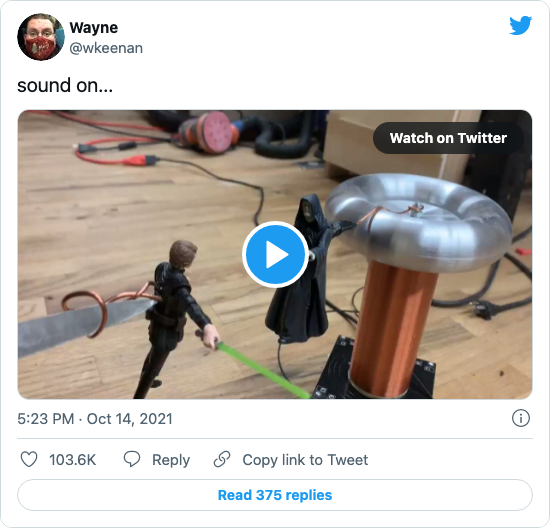 Wayne
@wkeenan
sound on...
Watch on Twitter
5:23 PM · Oct 14, 2021
103.6K Reply Copy link to Tweet
Read 375 replies